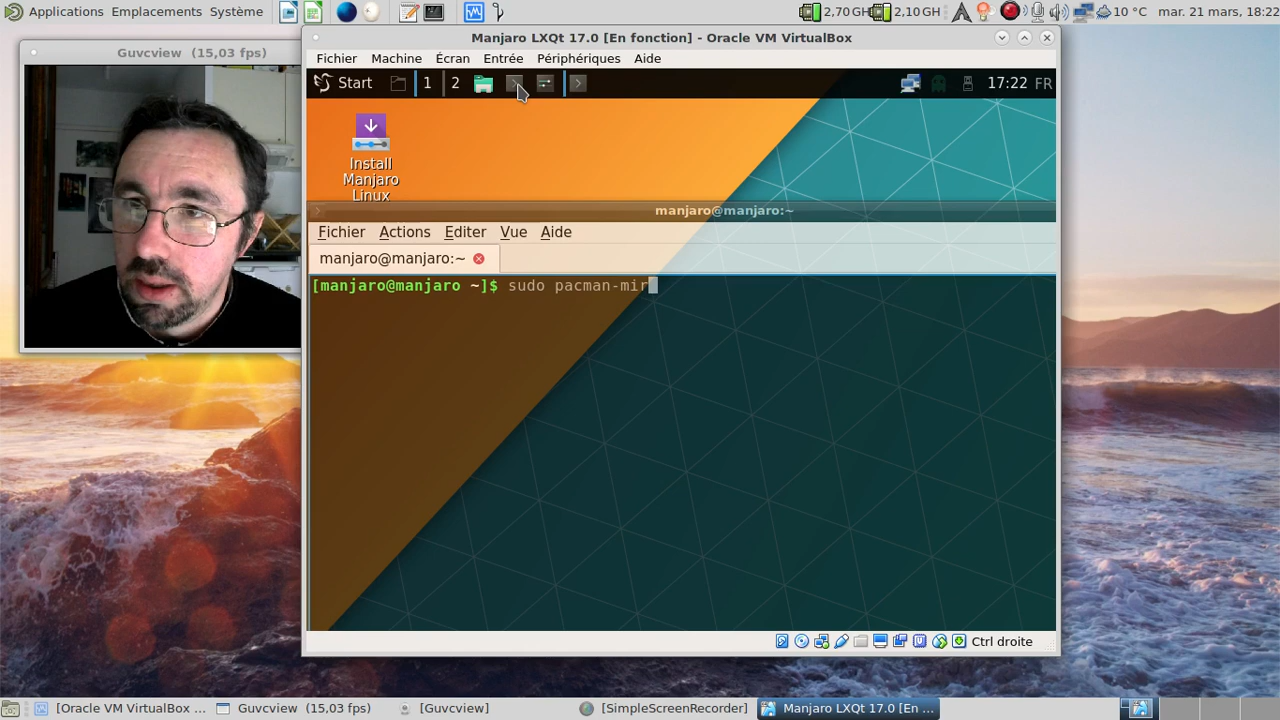 Applications Emplacements Système 2,70 GH 2,10 GH 10 °C mar. 21 mars, 18:22
Guvcview (15,03 fps)
Manjaro LXQt 17.0 [En fonction] - Oracle VM VirtualBox
Fichier Machine Écran Entrée Périphériques Aide
Start 1 2 17:22 FR
Install
Manjaro
Linux
manjaro@manjaro:~
Fichier Actions Editer Vue Aide
manjaro@manjaro:~
[manjaro@manjaro ~]$ sudo pacman-mir
Ctrl droite
[Oracle VM VirtualBox ... Guvcview (15,03 fps) [Guvcview] [SimpleScreenRecorder] Manjaro LXQt 17.0 [En ...